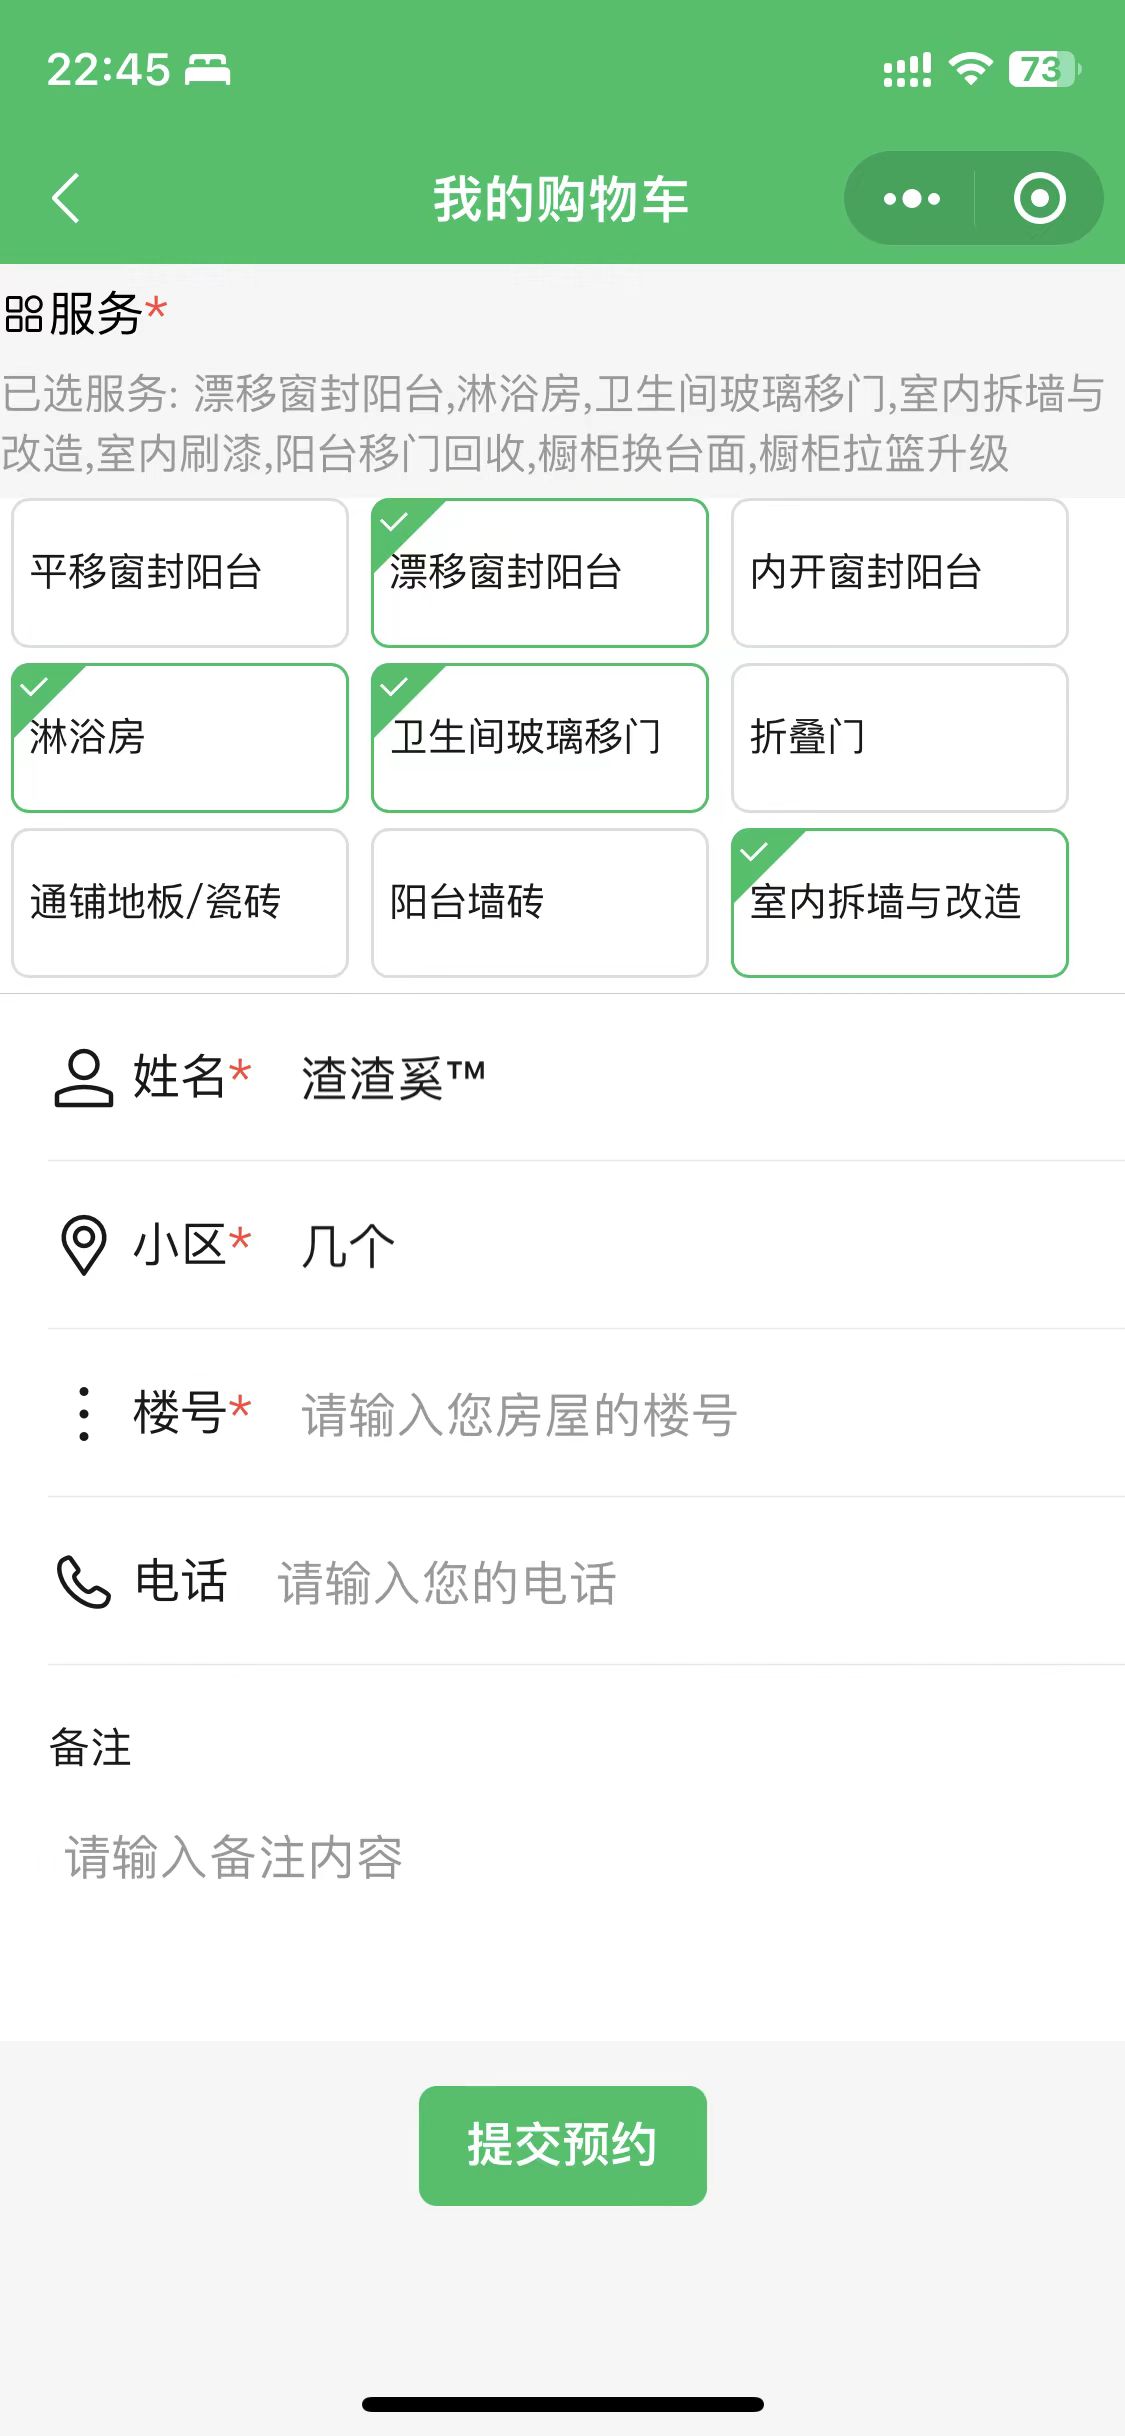 22:45
73
我的购物车
服务*
已选服务: 漂移窗封阳台,淋浴房,卫生间玻璃移门,室内拆墙与
改造,室内刷漆,阳台移门回收,橱柜换台面,橱柜拉篮升级
平移窗封阳台
漂移窗封阳台
内开窗封阳台
淋浴房
卫生间玻璃移门
折叠门
通铺地板/瓷砖
阳台墙砖
室内拆墙与改造
姓名* 渣渣奚™
小区* 几个
楼号* 请输入您房屋的楼号
电话 请输入您的电话
备注
请输入备注内容
提交预约